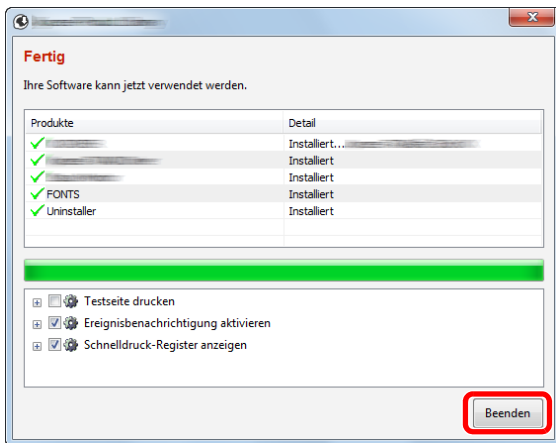 Fertig
Ihre Software kann jetzt verwendet werden.
Produkte Detail
Installiert...
Installiert
Installiert
FONTS Installiert
Uninstaller Installiert
Testseite drucken
Ereignisbenachrichtigung aktivieren
Schnelldruck-Register anzeigen
Beenden